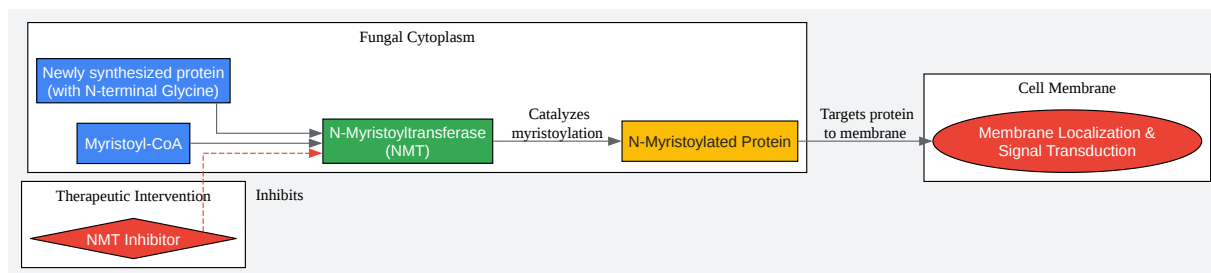 Fungal Cytoplasm
Newly synthesized protein
(with N-terminal Glycine)
Myristoyl-CoA
N-Myristoyltransferase
(NMT)
Catalyzes
myristoylation
N-Myristoylated Protein
Targets protein
to membrane
Cell Membrane
Membrane Localization &
Signal Transduction
Therapeutic Intervention
Inhibits
NMT Inhibitor